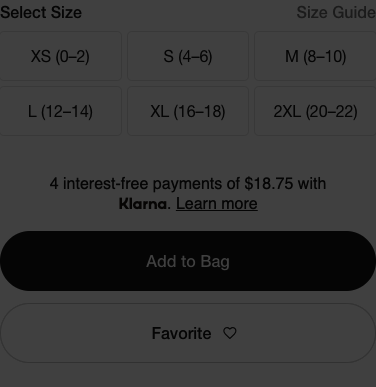 Select Size Size Guide
XS (0–2) S (4–6) M (8–10)
L (12–14) XL (16–18) 2XL (20–22)
4 interest-free payments of $18.75 with
Klarna. Learn more
Add to Bag
Favorite